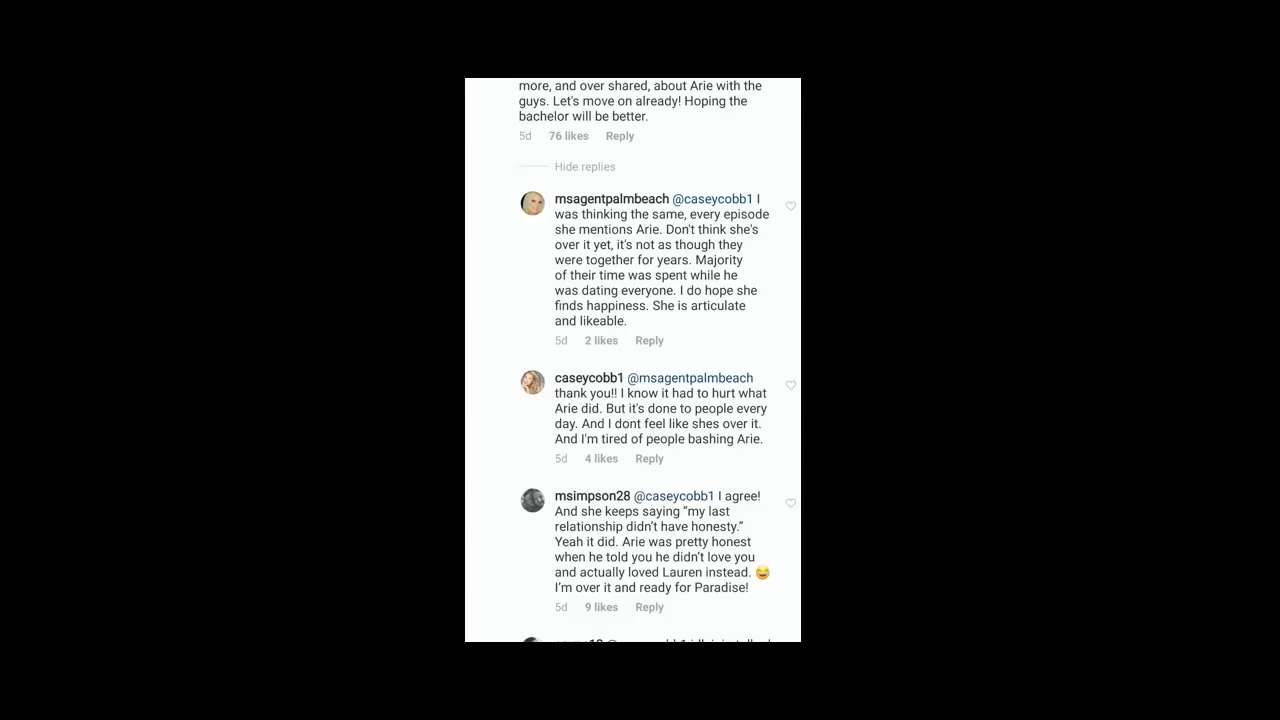 more, and over shared, about Arie with the
guys. Let's move on already! Hoping the
bachelor will be better.
5d 76 likes Reply
Hide replies
msagentpalmbeach @caseycobb1 I
was thinking the same, every episode
she mentions Arie. Don't think she's
over it yet, it's not as though they
were together for years. Majority
of their time was spent while he
was dating everyone. I do hope she
finds happiness. She is articulate
and likeable.
5d 2 likes Reply
caseycobb1 @msagentpalmbeach
thank you!! I know it had to hurt what
Arie did. But it's done to people every
day. And I dont feel like shes over it.
And I'm tired of people bashing Arie.
5d 4 likes Reply
msimpson28 @caseycobb1 I agree!
And she keeps saying “my last
relationship didn’t have honesty.”
Yeah it did. Arie was pretty honest
when he told you he didn’t love you
and actually loved Lauren instead. 😂
I’m over it and ready for Paradise!
5d 9 likes Reply